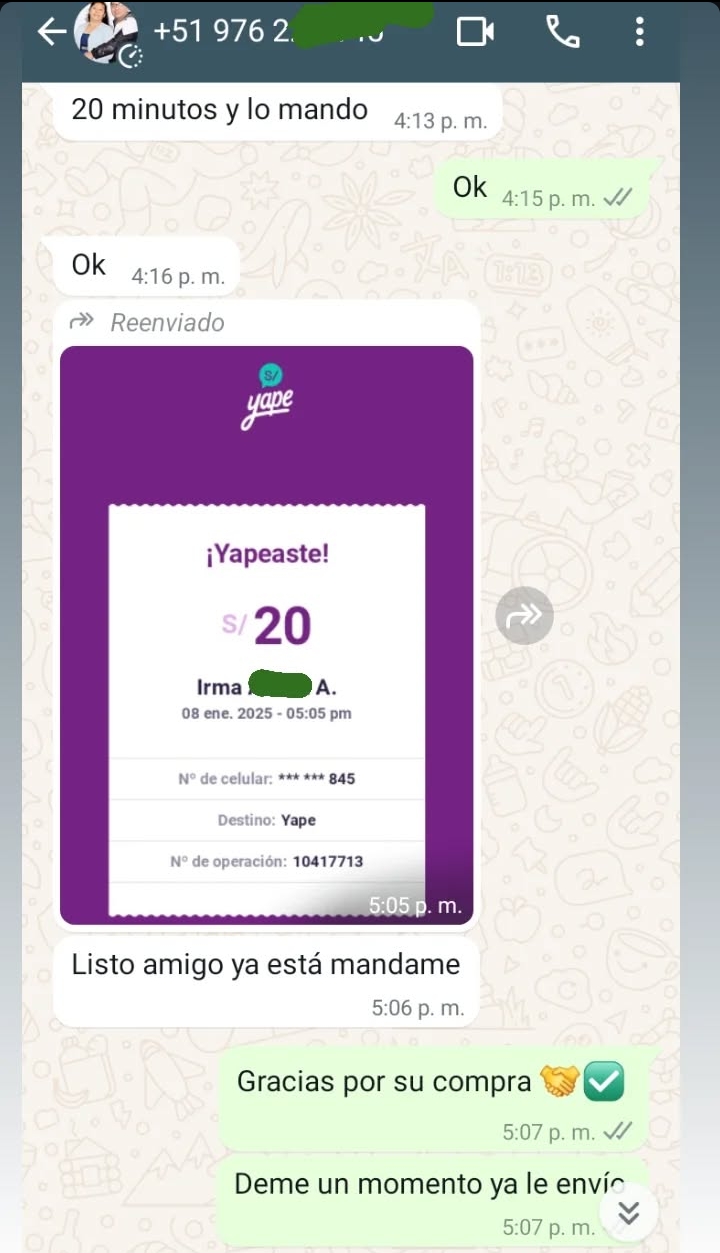 +51 976 2
20 minutos y lo mando 4:13 p. m.
Ok 4:15 p. m.
Ok 4:16 p. m.
Reenviado
S/
yape
¡Yapeaste!
S/ 20
Irma A.
08 ene. 2025 - 05:05 pm
Nº de celular: *** *** 845
Destino: Yape
Nº de operación: 10417713
5:05 p. m.
Listo amigo ya está mandame
5:06 p. m.
Gracias por su compra 🤝✅
5:07 p. m.
Deme un momento ya le envío
5:07 p. m.